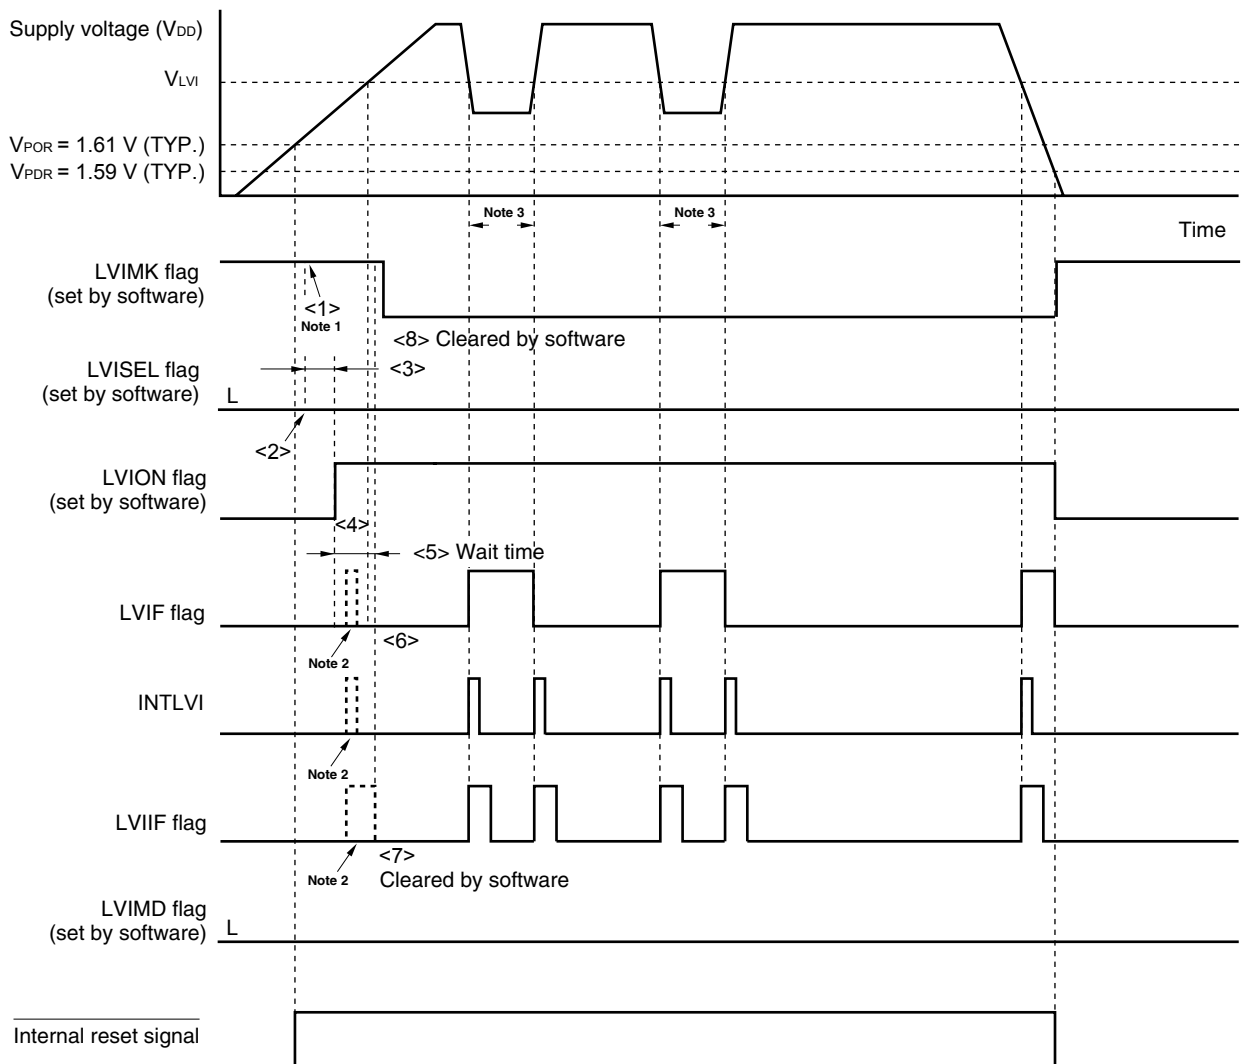 Supply voltage (VDD)
VLVI
VPOR = 1.61 V (TYP.)
VPDR = 1.59 V (TYP.)
Note 3
Note 3
Time
LVIMK flag
(set by software)
<1>
Note 1
<8> Cleared by software
LVISEL flag
(set by software)
L
<3>
<2>
LVION flag
(set by software)
<4>
<5> Wait time
LVIF flag
<6>
Note 2
INTLVI
Note 2
LVIIF flag
<7>
Note 2
Cleared by software
LVIMD flag
(set by software)
L
Internal reset signal